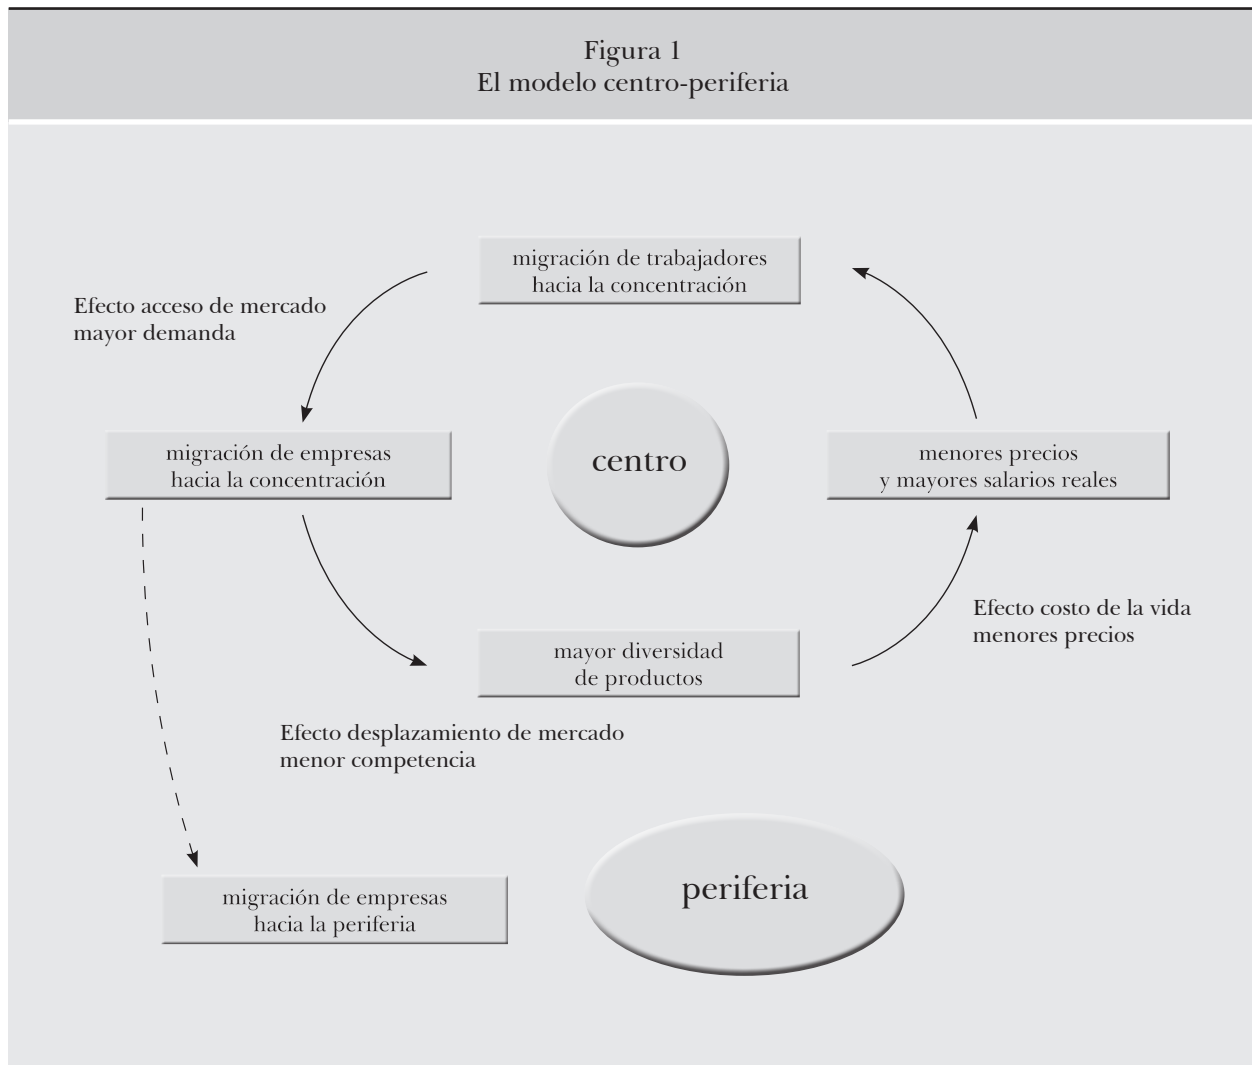 Figura 1
El modelo centro-periferia
migración de trabajadores
hacia la concentración
Efecto acceso de mercado
mayor demanda
migración de empresas
hacia la concentración
centro
menores precios
y mayores salarios reales
Efecto costo de la vida
menores precios
mayor diversidad
de productos
Efecto desplazamiento de mercado
menor competencia
migración de empresas
hacia la periferia
periferia